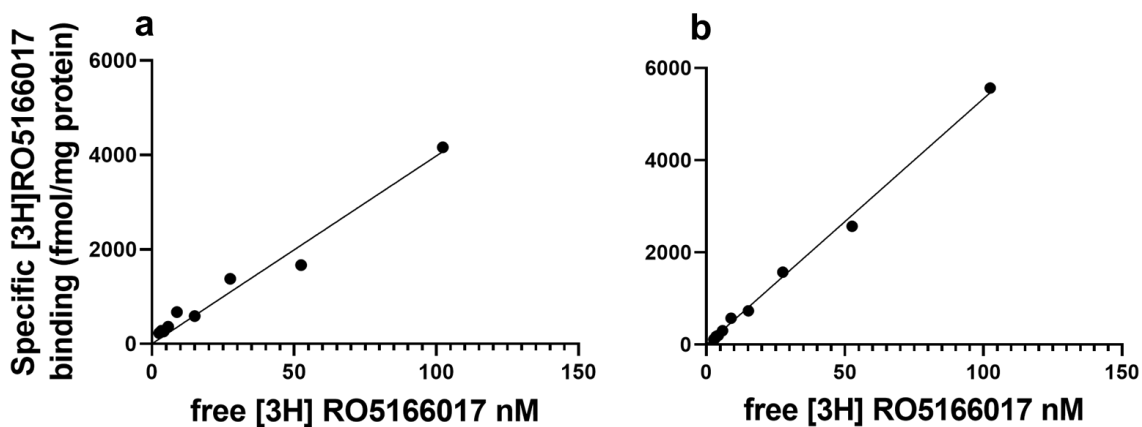 a
Specific [3H]RO5166017
binding (fmol/mg protein)
6000
4000
2000
0
0 50 100 150
free [3H] RO5166017 nM
b
6000
4000
2000
0
0 50 100 150
free [3H] RO5166017 nM